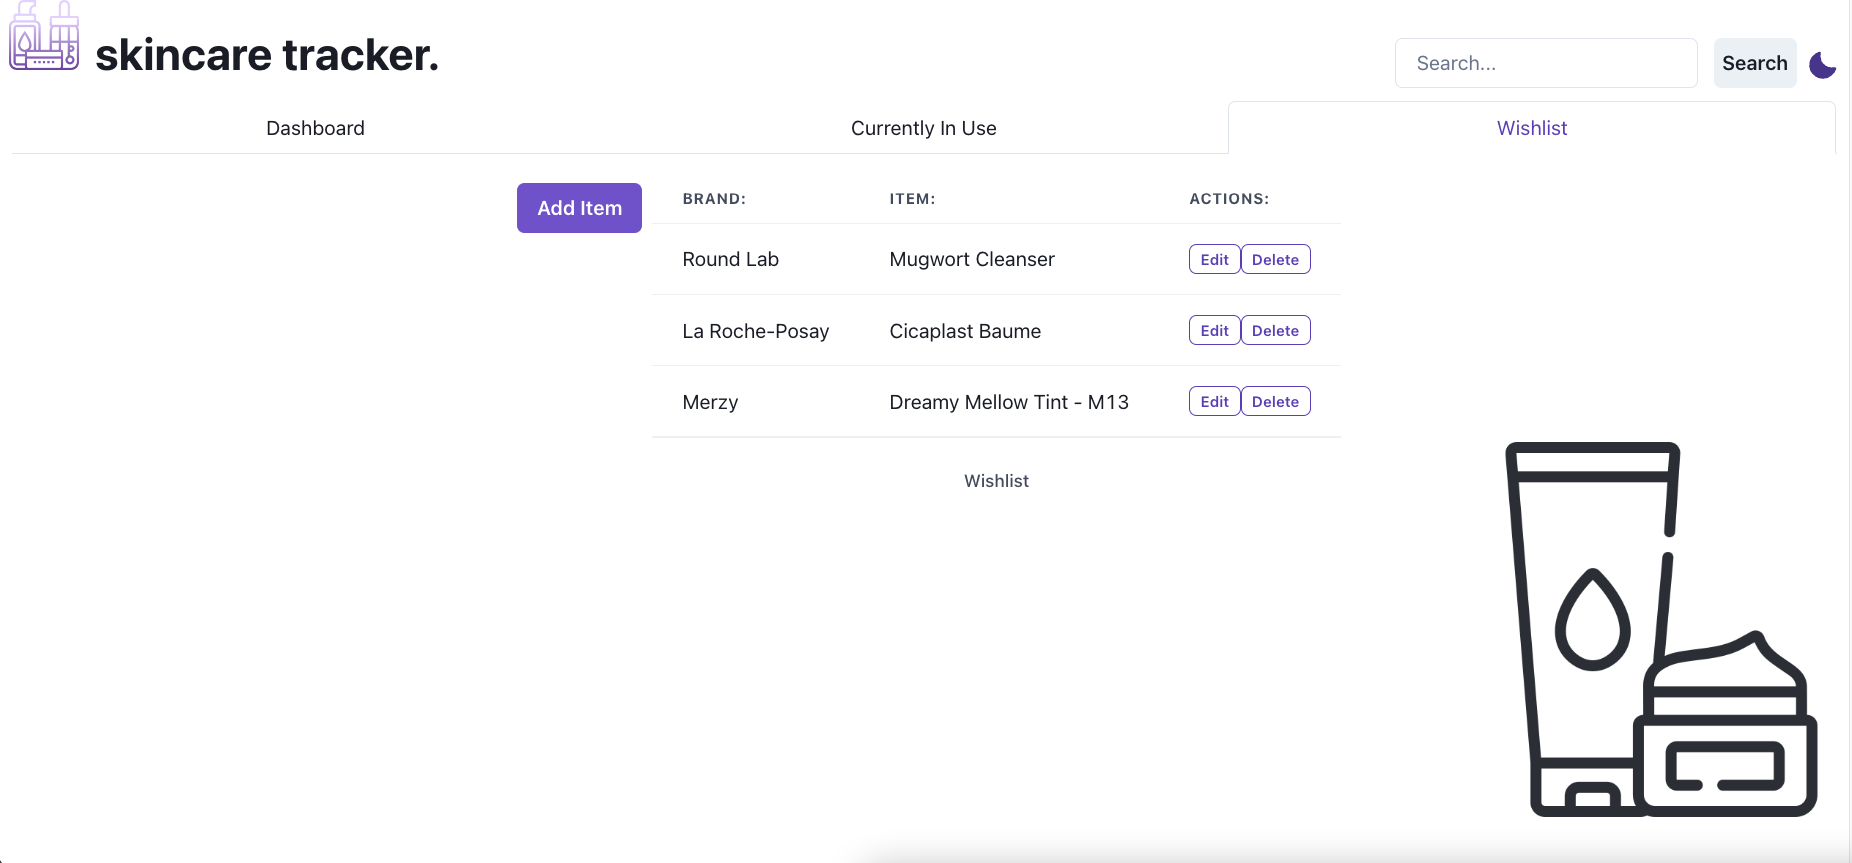 skincare tracker.
Search...
Search
Dashboard
Currently In Use
Wishlist
Add Item
BRAND: ITEM: ACTIONS:
Round Lab Mugwort Cleanser Edit Delete
La Roche-Posay Cicaplast Baume Edit Delete
Merzy Dreamy Mellow Tint - M13 Edit Delete
Wishlist